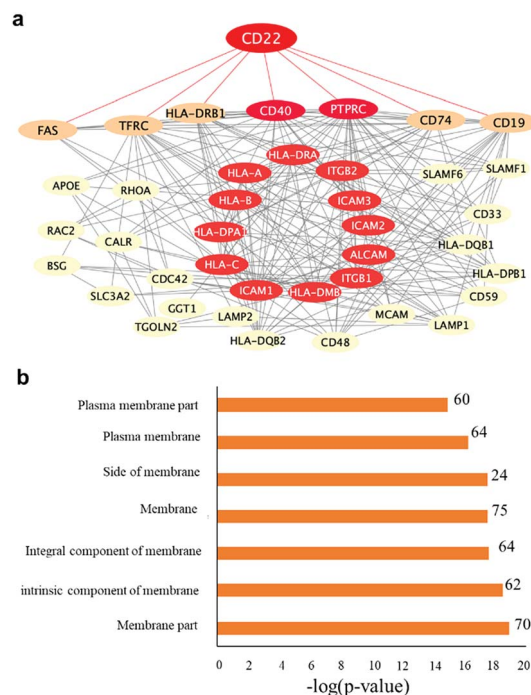 a
CD22
FAS
TFRC
HLA-DRB1
CD40
PTPRC
CD74
CD19
HLA-DRA
HLA-A
ITGB2
SLAMF6
SLAMF1
APOE
RHOA
HLA-B
ICAM3
CD33
RAC2
CALR
HLA-DPA1
ICAM2
HLA-DQB1
BSG
CDC42
HLA-C
ALCAM
HLA-DPB1
SLC3A2
GGT1
ICAM1
HLA-DMB
ITGB1
CD59
TGOLN2
LAMP2
HLA-DQB2
CD48
MCAM
LAMP1
b
Plasma membrane part 60
Plasma membrane 64
Side of membrane 24
Membrane 75
Integral component of membrane 64
intrinsic component of membrane 62
Membrane part 70
0 2 4 6 8 10 12 14 16 18 20
-log(p-value)